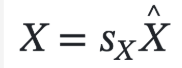 X = s_X X̂